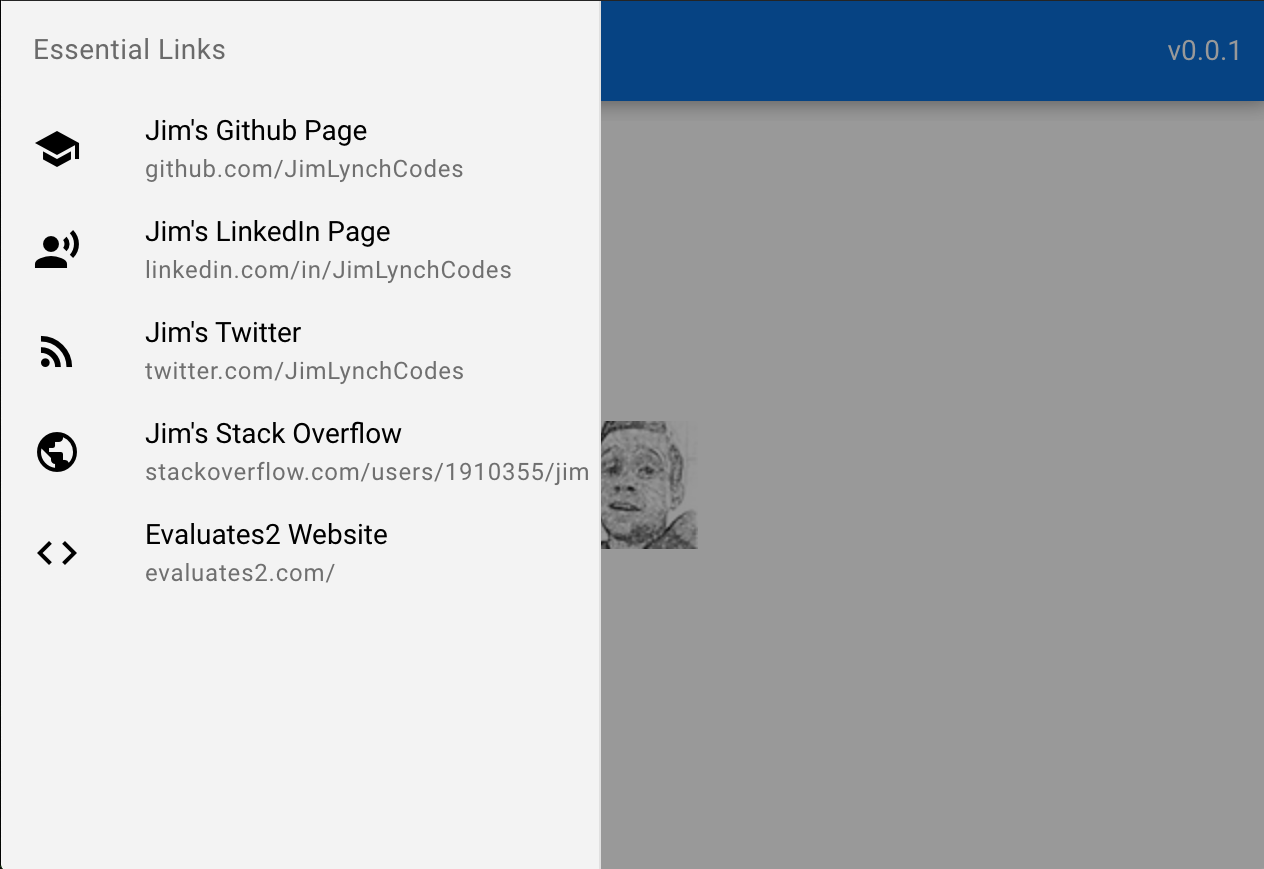 Essential Links
v0.0.1
Jim's Github Page
github.com/JimLynchCodes
Jim's LinkedIn Page
linkedin.com/in/JimLynchCodes
Jim's Twitter
twitter.com/JimLynchCodes
Jim's Stack Overflow
stackoverflow.com/users/1910355/jim
Evaluates2 Website
evaluates2.com/